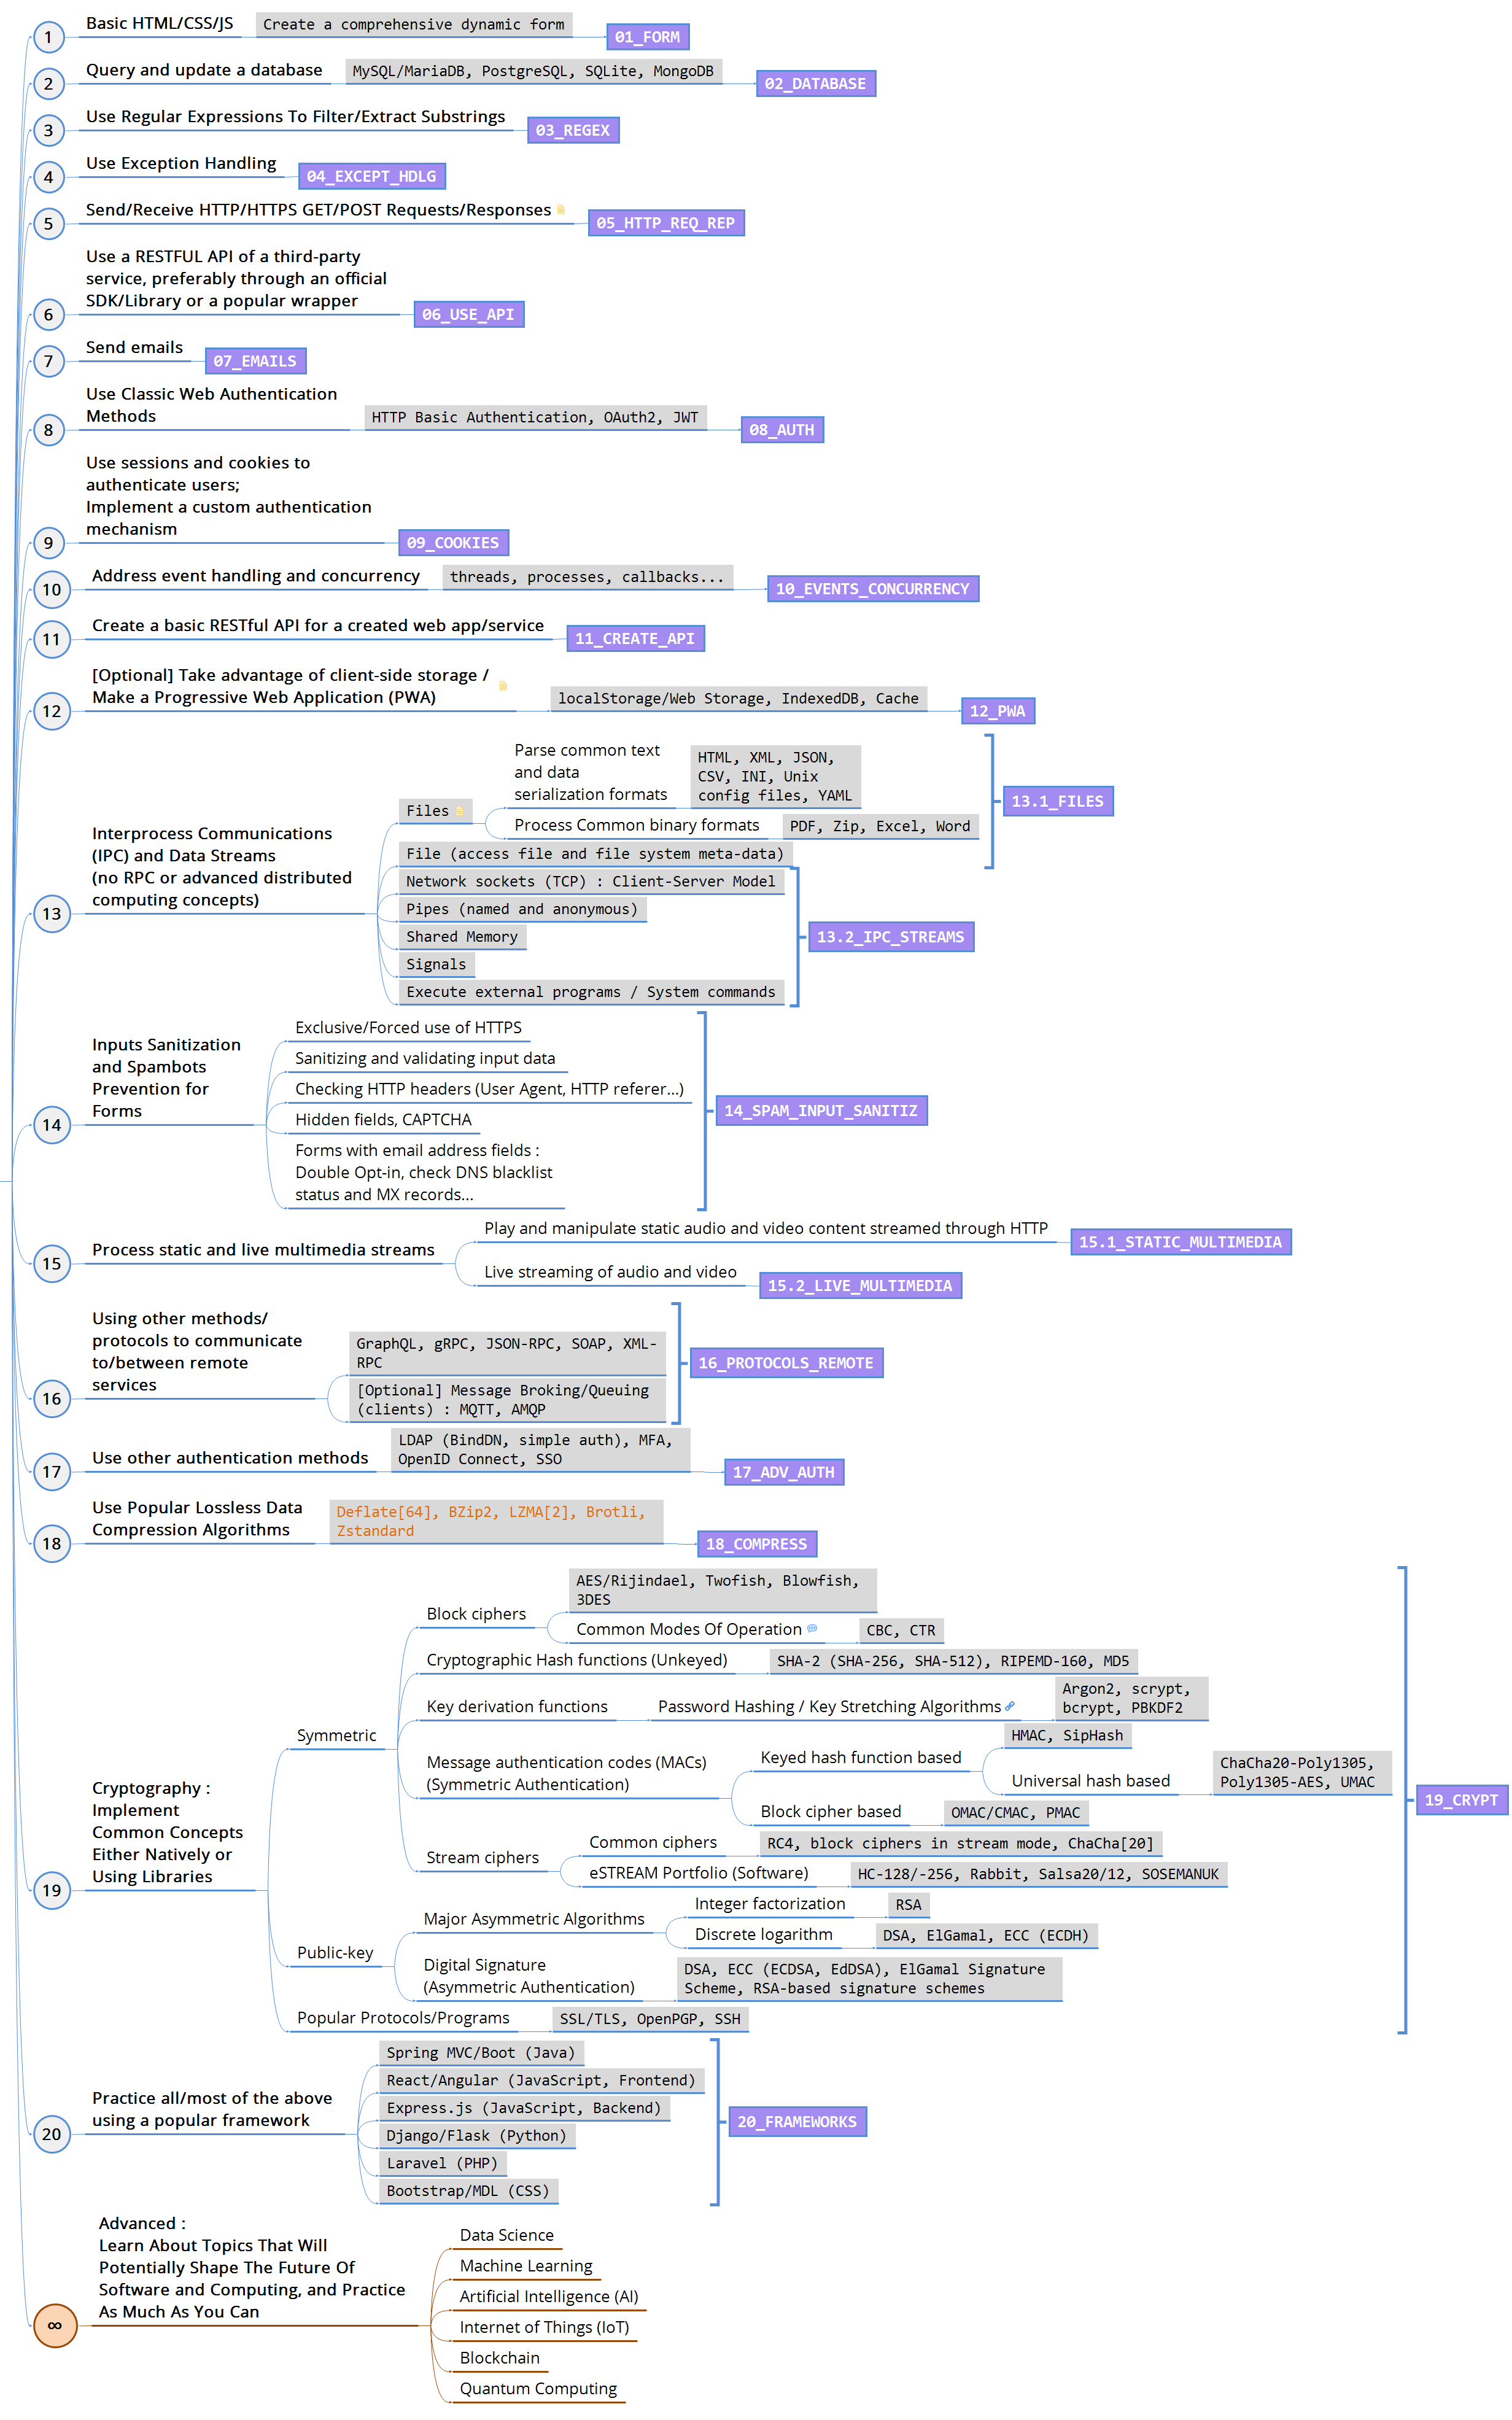 1
Basic HTML/CSS/JS
Create a comprehensive dynamic form
01_FORM
2
Query and update a database
MySQL/MariaDB, PostgreSQL, SQLite, MongoDB
02_DATABASE
3
Use Regular Expressions To Filter/Extract Substrings
03_REGEX
4
Use Exception Handling
04_EXCEPT_HDLG
5
Send/Receive HTTP/HTTPS GET/POST Requests/Responses
05_HTTP_REQ_REP
6
Use a RESTFUL API of a third-party
service, preferably through an official
SDK/Library or a popular wrapper
06_USE_API
7
Send emails
07_EMAILS
8
Use Classic Web Authentication
Methods
HTTP Basic Authentication, OAuth2, JWT
08_AUTH
9
Use sessions and cookies to
authenticate users;
Implement a custom authentication
mechanism
09_COOKIES
10
Address event handling and concurrency
threads, processes, callbacks...
10_EVENTS_CONCURRENCY
11
Create a basic RESTful API for a created web app/service
11_CREATE_API
12
[Optional] Take advantage of client-side storage /
Make a Progressive Web Application (PWA)
localStorage/Web Storage, IndexedDB, Cache
12_PWA
13
Interprocess Communications
(IPC) and Data Streams
(no RPC or advanced distributed
computing concepts)
Files
Parse common text
and data
serialization formats
HTML, XML, JSON,
CSV, INI, Unix
config files, YAML
Process Common binary formats
PDF, Zip, Excel, Word
File (access file and file system meta-data)
13.1_FILES
Network sockets (TCP) : Client-Server Model
Pipes (named and anonymous)
Shared Memory
Signals
Execute external programs / System commands
13.2_IPC_STREAMS
14
Inputs Sanitization
and Spambots
Prevention for
Forms
Exclusive/Forced use of HTTPS
Sanitizing and validating input data
Checking HTTP headers (User Agent, HTTP referer...)
Hidden fields, CAPTCHA
Forms with email address fields :
Double Opt-in, check DNS blacklist
status and MX records...
14_SPAM_INPUT_SANITIZ
15
Process static and live multimedia streams
Play and manipulate static audio and video content streamed through HTTP
15.1_STATIC_MULTIMEDIA
Live streaming of audio and video
15.2_LIVE_MULTIMEDIA
16
Using other methods/
protocols to communicate
to/between remote
services
GraphQL, gRPC, JSON-RPC, SOAP, XML-
RPC
[Optional] Message Broking/Queuing
(clients) : MQTT, AMQP
16_PROTOCOLS_REMOTE
17
Use other authentication methods
LDAP (BindDN, simple auth), MFA,
OpenID Connect, SSO
17_ADV_AUTH
18
Use Popular Lossless Data
Compression Algorithms
Deflate[64], BZip2, LZMA[2], Brotli,
Zstandard
18_COMPRESS
19
Cryptography :
Implement
Common Concepts
Either Natively or
Using Libraries
Symmetric
Block ciphers
AES/Rijindael, Twofish, Blowfish,
3DES
Common Modes Of Operation
CBC, CTR
Cryptographic Hash functions (Unkeyed)
SHA-2 (SHA-256, SHA-512), RIPEMD-160, MD5
Key derivation functions
Password Hashing / Key Stretching Algorithms
Argon2, scrypt,
bcrypt, PBKDF2
Message authentication codes (MACs)
(Symmetric Authentication)
Keyed hash function based
HMAC, SipHash
Universal hash based
ChaCha20-Poly1305,
Poly1305-AES, UMAC
Block cipher based
OMAC/CMAC, PMAC
Stream ciphers
Common ciphers
RC4, block ciphers in stream mode, ChaCha[20]
eSTREAM Portfolio (Software)
HC-128/-256, Rabbit, Salsa20/12, SOSEMANUK
Public-key
Major Asymmetric Algorithms
Integer factorization
RSA
Discrete logarithm
DSA, ElGamal, ECC (ECDH)
Digital Signature
(Asymmetric Authentication)
DSA, ECC (ECDSA, EdDSA), ElGamal Signature
Scheme, RSA-based signature schemes
Popular Protocols/Programs
SSL/TLS, OpenPGP, SSH
19_CRYPT
20
Practice all/most of the above
using a popular framework
Spring MVC/Boot (Java)
React/Angular (JavaScript, Frontend)
Express.js (JavaScript, Backend)
Django/Flask (Python)
Laravel (PHP)
Bootstrap/MDL (CSS)
20_FRAMEWORKS
∞
Advanced :
Learn About Topics That Will
Potentially Shape The Future Of
Software and Computing, and Practice
As Much As You Can
Data Science
Machine Learning
Artificial Intelligence (AI)
Internet of Things (IoT)
Blockchain
Quantum Computing